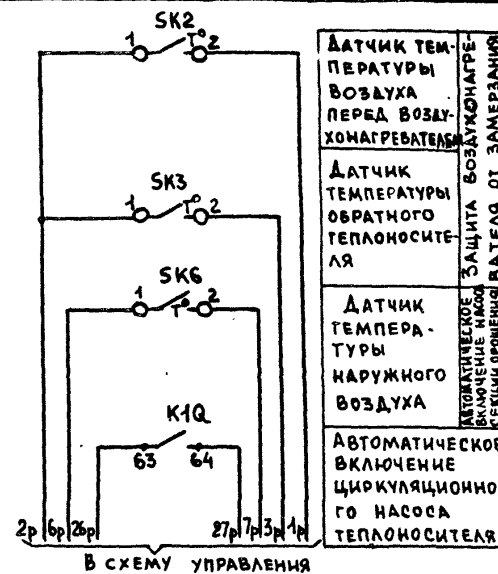 SK2
1 T° 2
SK3
1 T° 2
SK6
1 T° 2
K1Q
63 64
2р 6р 26р 27р 7р 3р 1р
В СХЕМУ УПРАВЛЕНИЯ
ДАТЧИК ТЕМ-
ПЕРАТУРЫ
ВОЗДУХА
ПЕРЕД ВОЗДУ-
ХОНАГРЕВАТЕЛЕМ
ДАТЧИК
ТЕМПЕРАТУРЫ
ОБРАТНОГО
ТЕПЛОНОСИТЕ-
ЛЯ
ЗАЩИТА ВОЗДУХОНАГРЕ-
ВАТЕЛЯ ОТ ЗАМЕРЗАНИЯ
ДАТЧИК
ТЕМПЕРА-
ТУРЫ
НАРУЖНОГО
ВОЗДУХА
АВТОМАТИЧЕСКОЕ
ВКЛЮЧЕНИЕ НАСОСА
СЕКЦИИ ОРОШЕНИЯ
АВТОМАТИЧЕСКОЕ
ВКЛЮЧЕНИЕ
ЦИРКУЛЯЦИОННО
ГО НАСОСА
ТЕПЛОНОСИТЕЛЯ